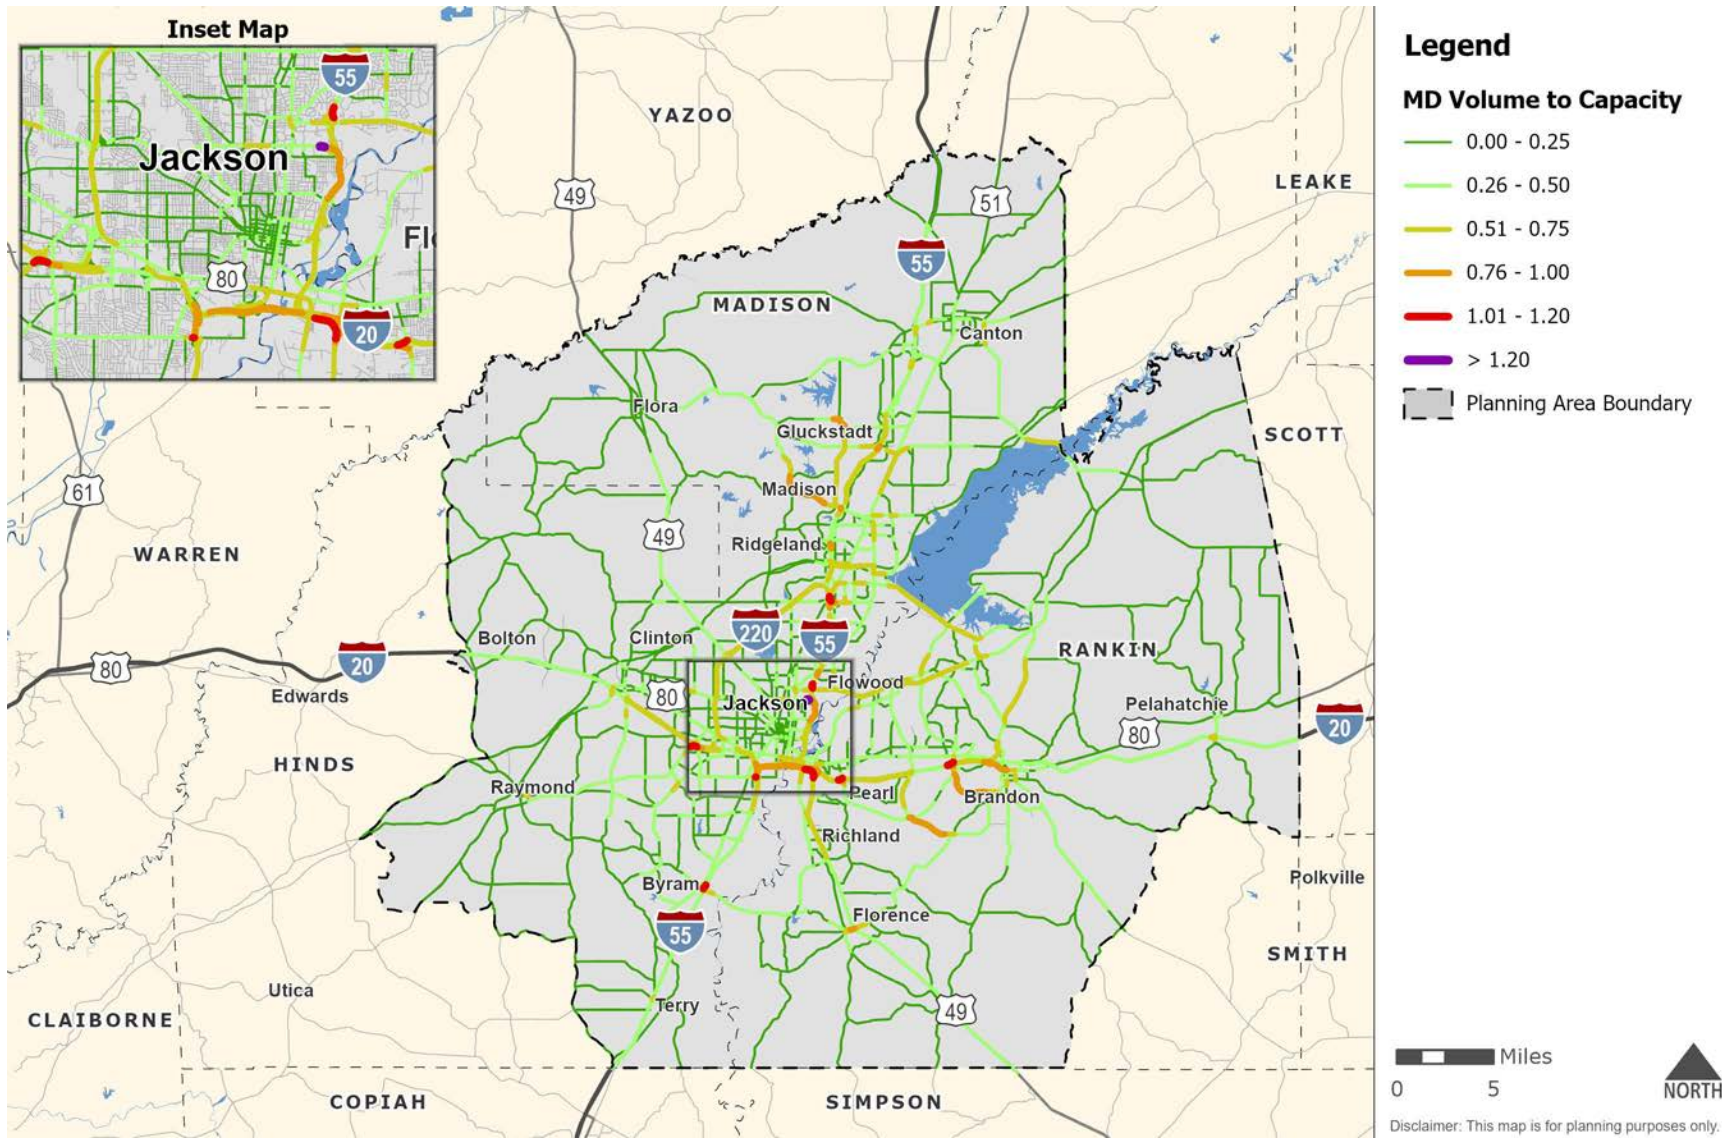 Inset Map
55
Jackson
80
Flo
20
YAZOO
LEAKE
49
51
55
MADISON
Canton
Flora
Gluckstadt
SCOTT
61
Madison
49
Ridgeland
WARREN
220
55
Bolton
Clinton
RANKIN
20
80
80
Flowood
Edwards
Jackson
Pelahatchie
80
20
HINDS
Raymond
Pearl
Brandon
Richland
Byram
Polkville
Florence
55
SMITH
Utica
Terry
49
CLAIBORNE
COPIAH
SIMPSON
Legend
MD Volume to Capacity
0.00 - 0.25
0.26 - 0.50
0.51 - 0.75
0.76 - 1.00
1.01 - 1.20
> 1.20
Planning Area Boundary
Miles
0 5
NORTH
Disclaimer: This map is for planning purposes only.